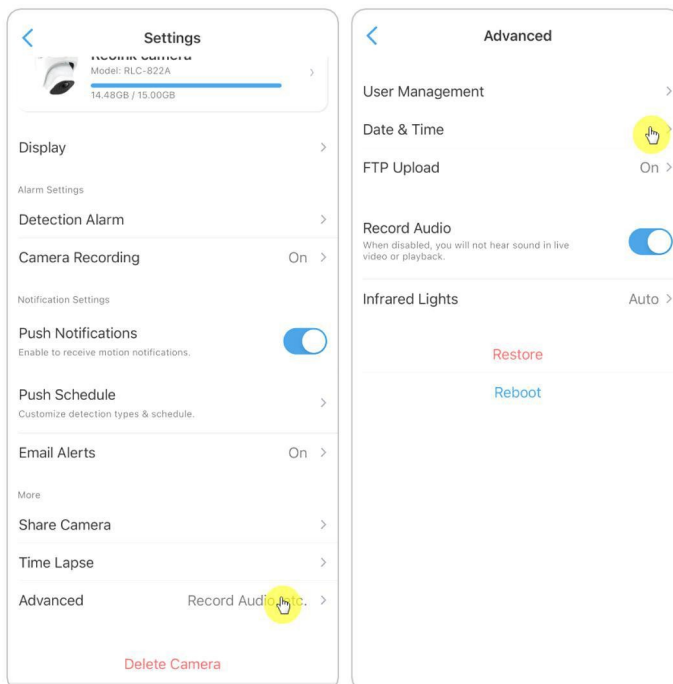 Settings
Reolink camera
Model: RLC-822A
14.48GB / 15.00GB
Display
Alarm Settings
Detection Alarm
Camera Recording On
Notification Settings
Push Notifications
Enable to receive motion notifications.
Push Schedule
Customize detection types & schedule.
Email Alerts On
More
Share Camera
Time Lapse
Advanced Record Audio, etc.
Delete Camera
Advanced
User Management
Date & Time
FTP Upload On
Record Audio
When disabled, you will not hear sound in live
video or playback.
Infrared Lights Auto
Restore
Reboot